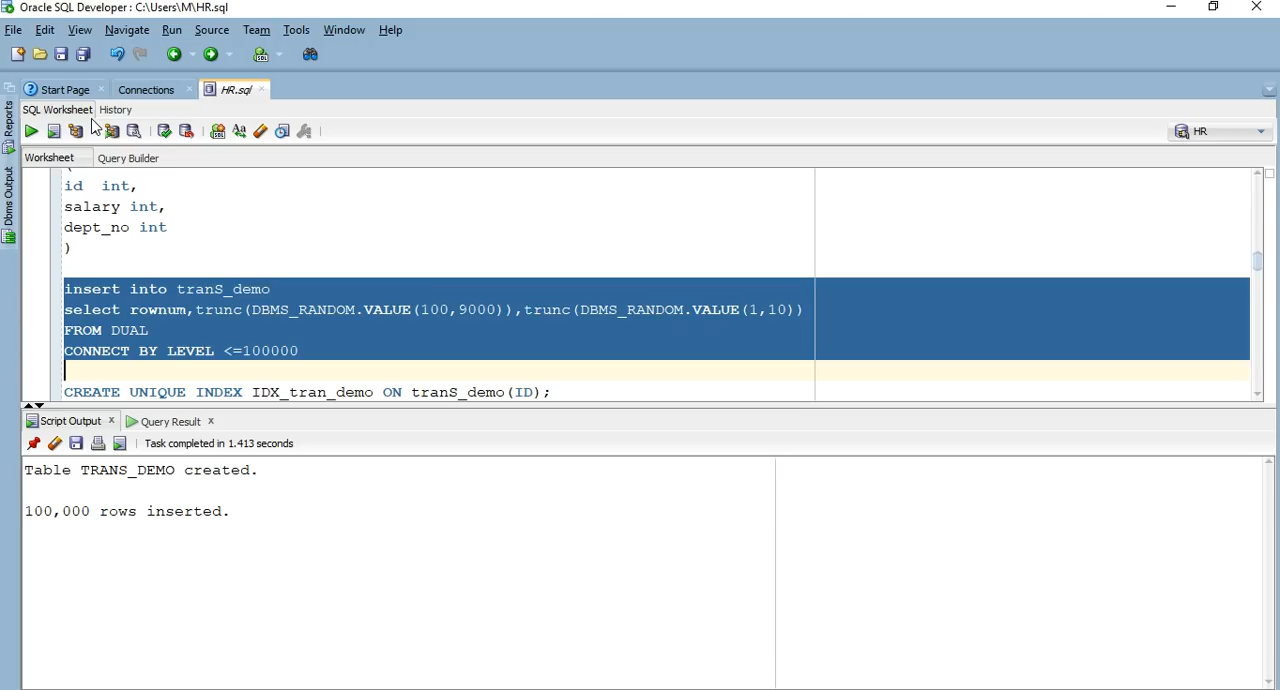 Oracle SQL Developer : C:\Users\M\HR.sql
File Edit View Navigate Run Source Team Tools Window Help
Start Page Connections HR.sql
SQL Worksheet History
HR
Worksheet Query Builder
Reports
Dbms Output
(
id int,
salary int,
dept_no int
)
insert into tranS_demo
select rownum,trunc(DBMS_RANDOM.VALUE(100,9000)),trunc(DBMS_RANDOM.VALUE(1,10))
FROM DUAL
CONNECT BY LEVEL <=100000
CREATE UNIQUE INDEX IDX_tran_demo ON tranS_demo(ID);
Script Output Query Result
Task completed in 1.413 seconds
Table TRANS_DEMO created.
100,000 rows inserted.